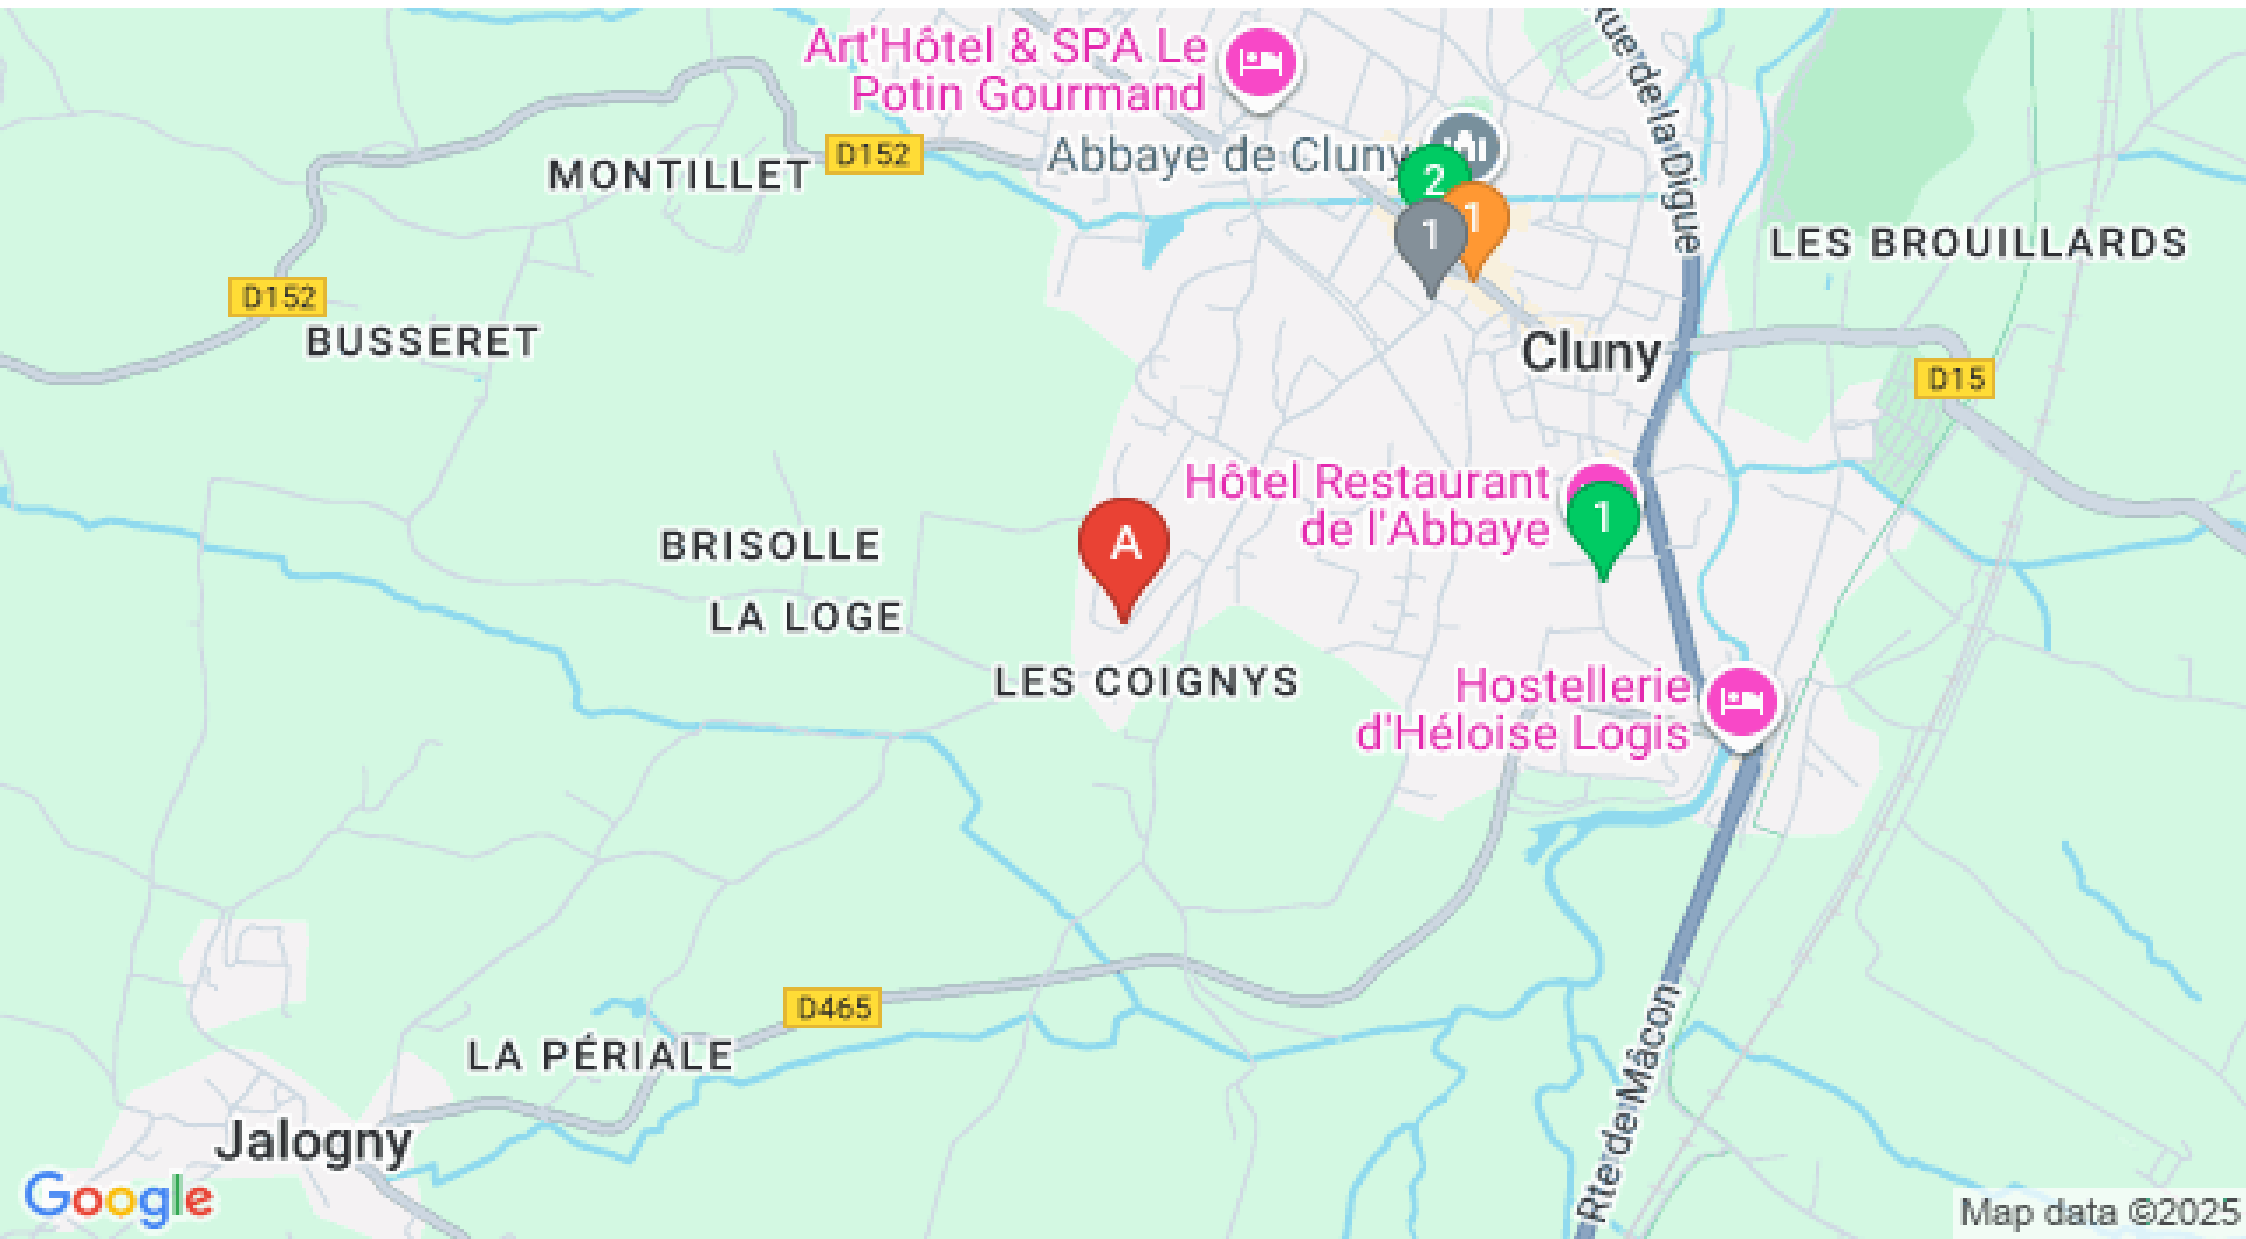 Art'Hôtel & SPA Le
Potin Gourmand
Rue de la Digue
Abbaye de Cluny
D152
MONTILLET
2
1
1
LES BROUILLARDS
D152
BUSSERET
Cluny
D15
Hôtel Restaurant
de l'Abbaye
1
A
BRISOLLE
LA LOGE
LES COIGNYS
Hostellerie
d'Héloise Logis
D465
LA PÉRIALE
Rte de Mâcon
Jalogny
Google
Map data ©2025